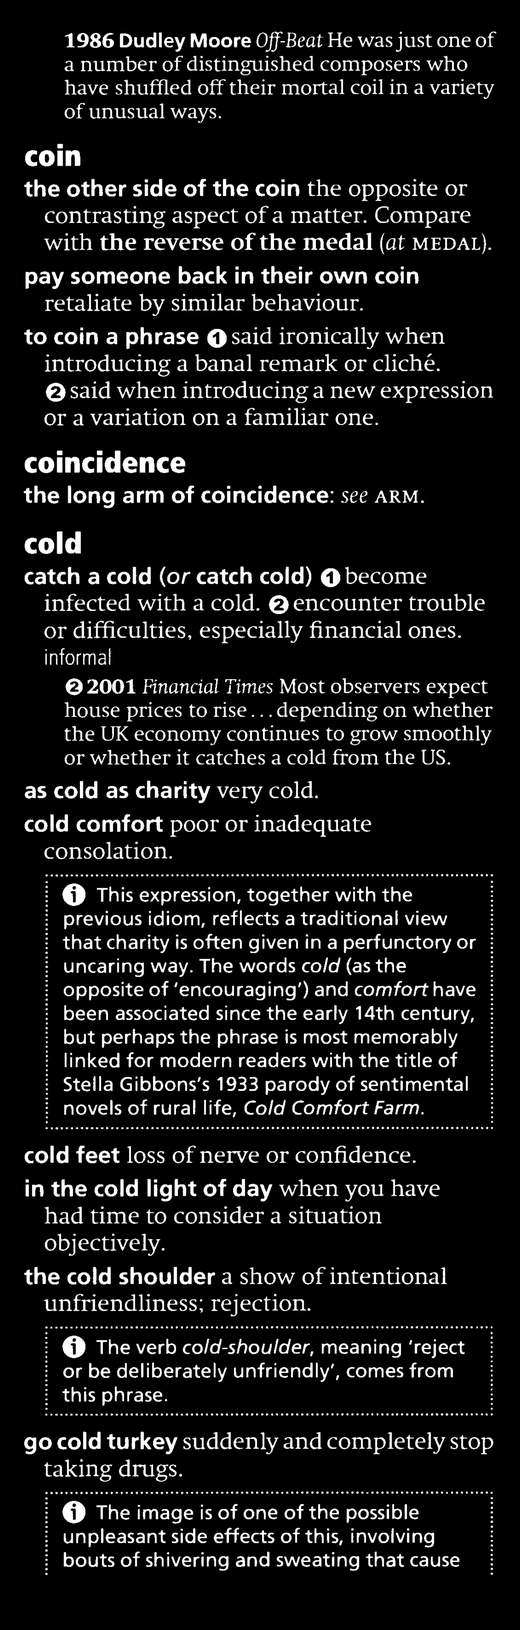 1986 Dudley Moore Off-Beat He was just one of
a number of distinguished composers who
have shuffled off their mortal coil in a variety
of unusual ways.
coin
the other side of the coin the opposite or
contrasting aspect of a matter. Compare
with the reverse of the medal (at MEDAL).
pay someone back in their own coin
retaliate by similar behaviour.
to coin a phrase ❶ said ironically when
introducing a banal remark or cliché.
❷ said when introducing a new expression
or a variation on a familiar one.
coincidence
the long arm of coincidence: see ARM.
cold
catch a cold (or catch cold) ❶ become
infected with a cold. ❷ encounter trouble
or difficulties, especially financial ones.
informal
❷ 2001 Financial Times Most observers expect
house prices to rise...depending on whether
the UK economy continues to grow smoothly
or whether it catches a cold from the US.
as cold as charity very cold.
cold comfort poor or inadequate
consolation.
ⓘ This expression, together with the
previous idiom, reflects a traditional view
that charity is often given in a perfunctory or
uncaring way. The words cold (as the
opposite of 'encouraging') and comfort have
been associated since the early 14th century,
but perhaps the phrase is most memorably
linked for modern readers with the title of
Stella Gibbons's 1933 parody of sentimental
novels of rural life, Cold Comfort Farm.
cold feet loss of nerve or confidence.
in the cold light of day when you have
had time to consider a situation
objectively.
the cold shoulder a show of intentional
unfriendliness; rejection.
ⓘ The verb cold-shoulder, meaning 'reject
or be deliberately unfriendly', comes from
this phrase.
go cold turkey suddenly and completely stop
taking drugs.
ⓘ The image is of one of the possible
unpleasant side effects of this, involving
bouts of shivering and sweating that cause